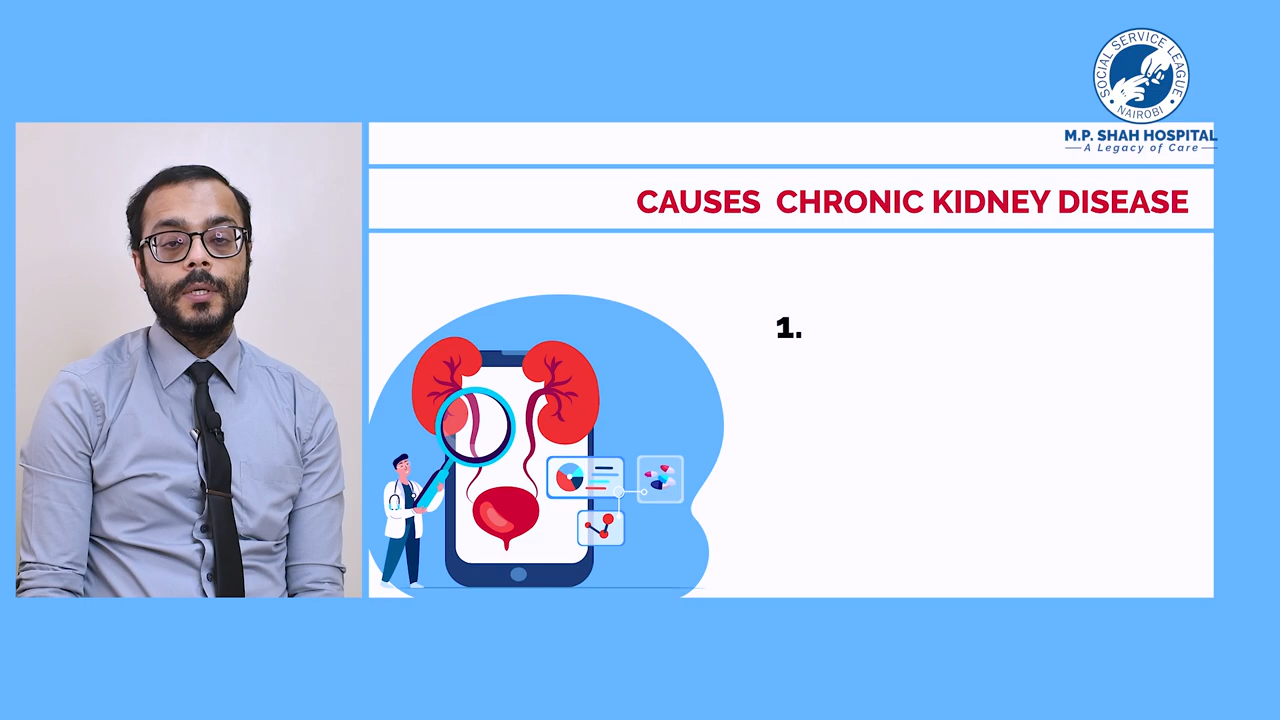 SOCIAL SERVICE LEAGUE
NAIROBI
M.P. SHAH HOSPITAL
A Legacy of Care
CAUSES  CHRONIC KIDNEY DISEASE
1.